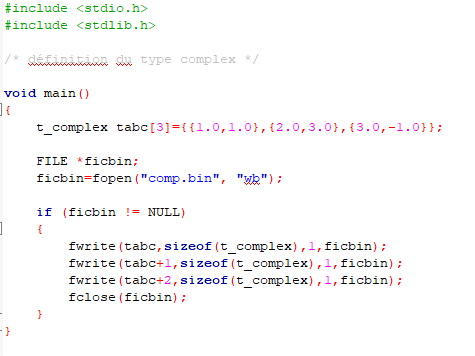 #include <stdio.h>
#include <stdlib.h>
/* définition du type complex */
void main()
{
t_complex tabc[3]={{1.0,1.0},{2.0,3.0},{3.0,-1.0}};
FILE *ficbin;
ficbin=fopen("comp.bin", "wb");
if (ficbin != NULL)
{
fwrite(tabc,sizeof(t_complex),1,ficbin);
fwrite(tabc+1,sizeof(t_complex),1,ficbin);
fwrite(tabc+2,sizeof(t_complex),1,ficbin);
fclose(ficbin);
}
}